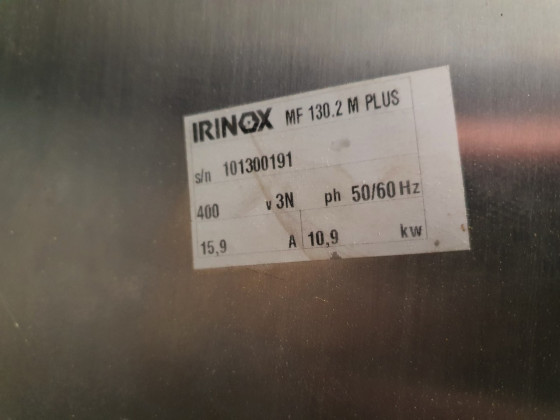 IRINOX MF 130.2 M PLUS
s/n 101300191
400 v 3N ph 50/60 Hz
15,9 A 10,9 kw